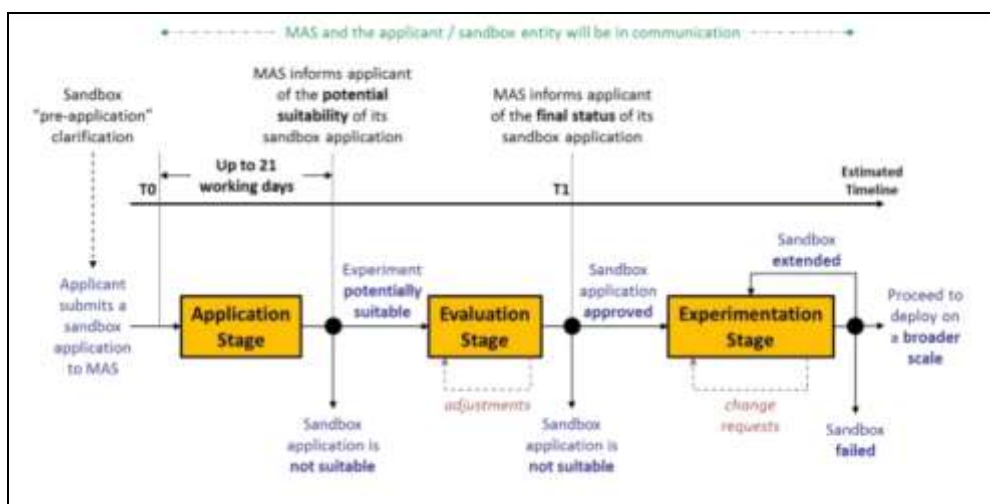 MAS and the applicant / sandbox entity will be in communication
Sandbox
"pre-application"
clarification
MAS informs applicant
of the potential
suitability of its
sandbox application
MAS informs applicant
of the final status of its
sandbox application
Up to 21
working days
T0
T1
Estimated
Timeline
Applicant
submits a
sandbox
application
to MAS
Application
Stage
Experiment
potentially
suitable
Evaluation
Stage
Sandbox
application
approved
Experimentation
Stage
Sandbox
extended
Proceed to
deploy on
a broader
scale
adjustments
change
requests
Sandbox
application is
not suitable
Sandbox
application is
not suitable
Sandbox
failed